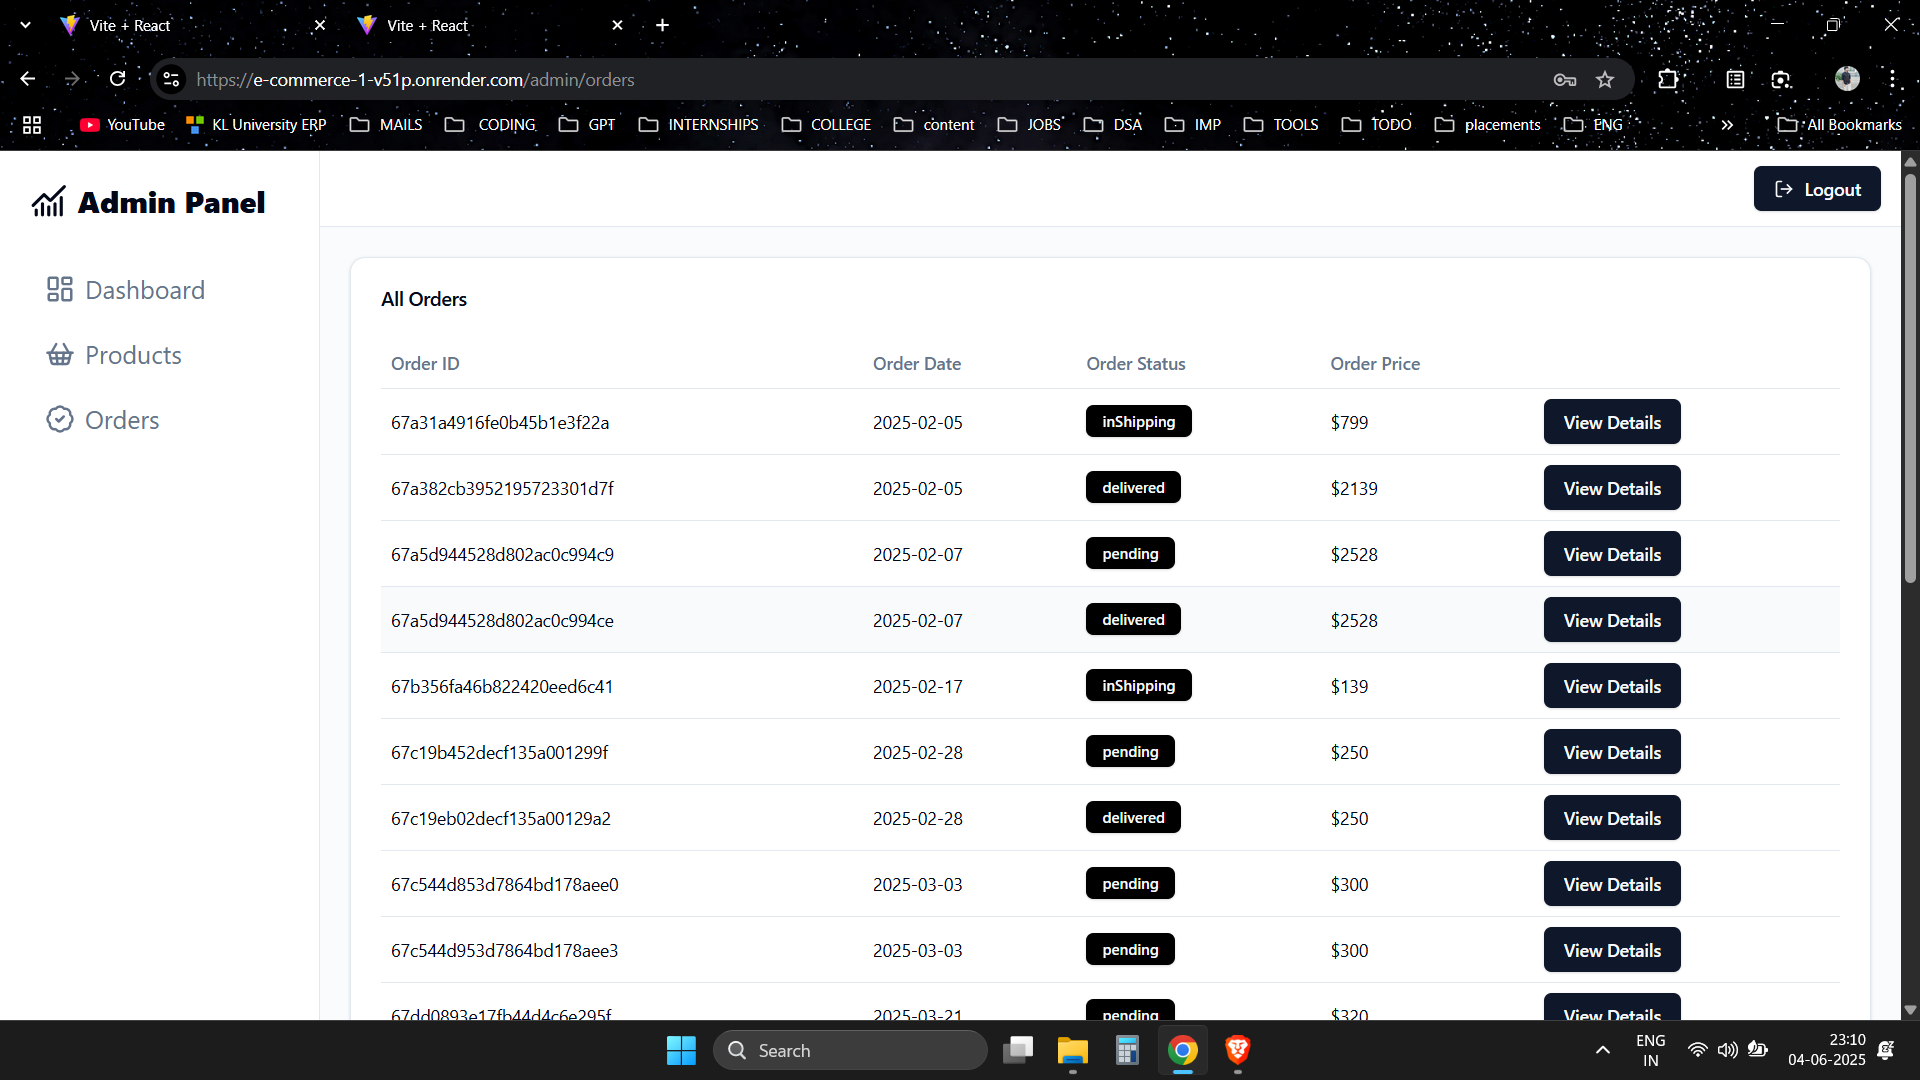 Vite + React
Vite + React
https://e-commerce-1-v51p.onrender.com/admin/orders
YouTube KL University ERP MAILS CODING GPT INTERNSHIPS COLLEGE content JOBS DSA IMP TOOLS TODO placements ENG » All Bookmarks
Admin Panel
Logout
Dashboard
Products
Orders
All Orders
Order ID Order Date Order Status Order Price
67a31a4916fe0b45b1e3f22a 2025-02-05 inShipping $799 View Details
67a382cb3952195723301d7f 2025-02-05 delivered $2139 View Details
67a5d944528d802ac0c994c9 2025-02-07 pending $2528 View Details
67a5d944528d802ac0c994ce 2025-02-07 delivered $2528 View Details
67b356fa46b822420eed6c41 2025-02-17 inShipping $139 View Details
67c19b452decf135a001299f 2025-02-28 pending $250 View Details
67c19eb02decf135a00129a2 2025-02-28 delivered $250 View Details
67c544d853d7864bd178aee0 2025-03-03 pending $300 View Details
67c544d953d7864bd178aee3 2025-03-03 pending $300 View Details
67dd0893e17fb44d4c6e295f 2025-03-21 pending $320 View Details
Search
ENG
IN
23:10
04-06-2025